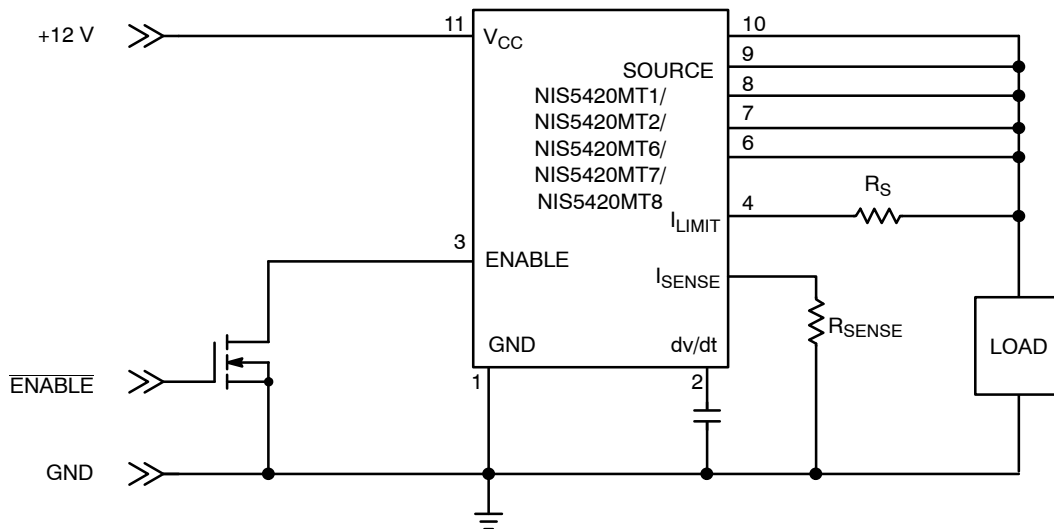 +12 V
11
V_CC
10
SOURCE
9
NIS5420MT1/
8
NIS5420MT2/
7
NIS5420MT6/
6
NIS5420MT7/
NIS5420MT8
R_S
4
I_LIMIT
3
ENABLE
I_SENSE
R_SENSE
LOAD
GND
dv/dt
1
2
ENABLE
GND